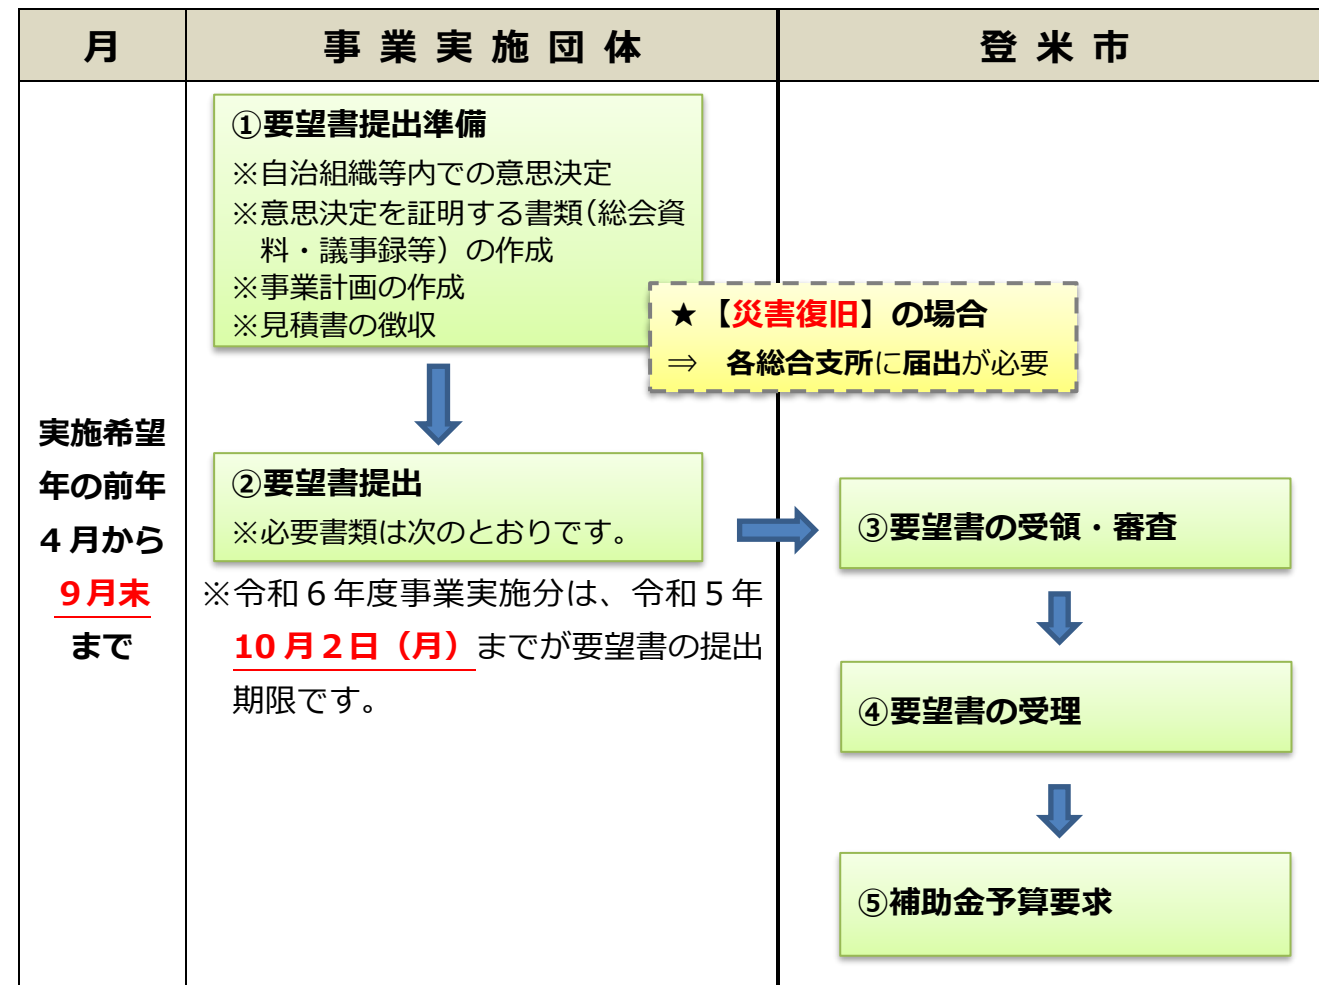 月
事業実施団体
登米市
実施希望
年の前年
４月から
９月末
まで
①要望書提出準備
※自治組織等内での意思決定
※意思決定を証明する書類（総会資
料・議事録等）の作成
※事業計画の作成
※見積書の徴収
★【災害復旧】の場合
⇒　各総合支所に届出が必要
②要望書提出
※必要書類は次のとおりです。
※令和６年度事業実施分は、令和５年
10月２日（月）までが要望書の提出
期限です。
③要望書の受領・審査
④要望書の受理
⑤補助金予算要求